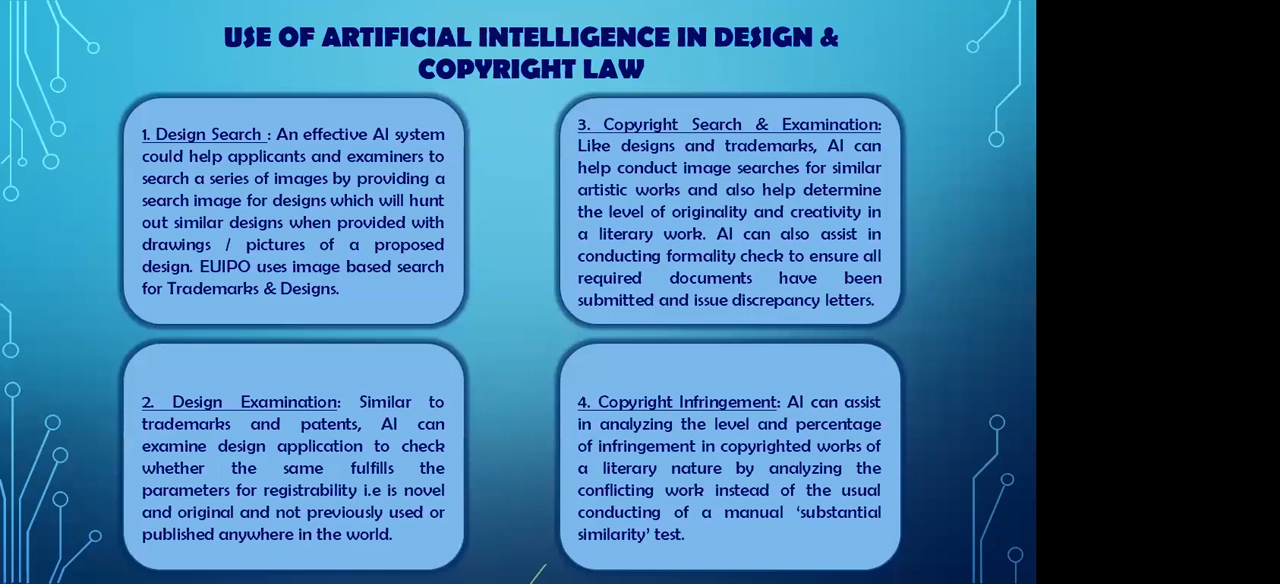 USE OF ARTIFICIAL INTELLIGENCE IN DESIGN &
COPYRIGHT LAW
1. Design Search : An effective AI system
could help applicants and examiners to
search a series of images by providing a
search image for designs which will hunt
out similar designs when provided with
drawings / pictures of a proposed
design. EUIPO uses image based search
for Trademarks & Designs.
2. Design Examination: Similar to
trademarks and patents, AI can
examine design application to check
whether the same fulfills the
parameters for registrability i.e is novel
and original and not previously used or
published anywhere in the world.
3. Copyright Search & Examination:
Like designs and trademarks, AI can
help conduct image searches for similar
artistic works and also help determine
the level of originality and creativity in
a literary work. AI can also assist in
conducting formality check to ensure all
required documents have been
submitted and issue discrepancy letters.
4. Copyright Infringement: AI can assist
in analyzing the level and percentage
of infringement in copyrighted works of
a literary nature by analyzing the
conflicting work instead of the usual
conducting of a manual ‘substantial
similarity’ test.